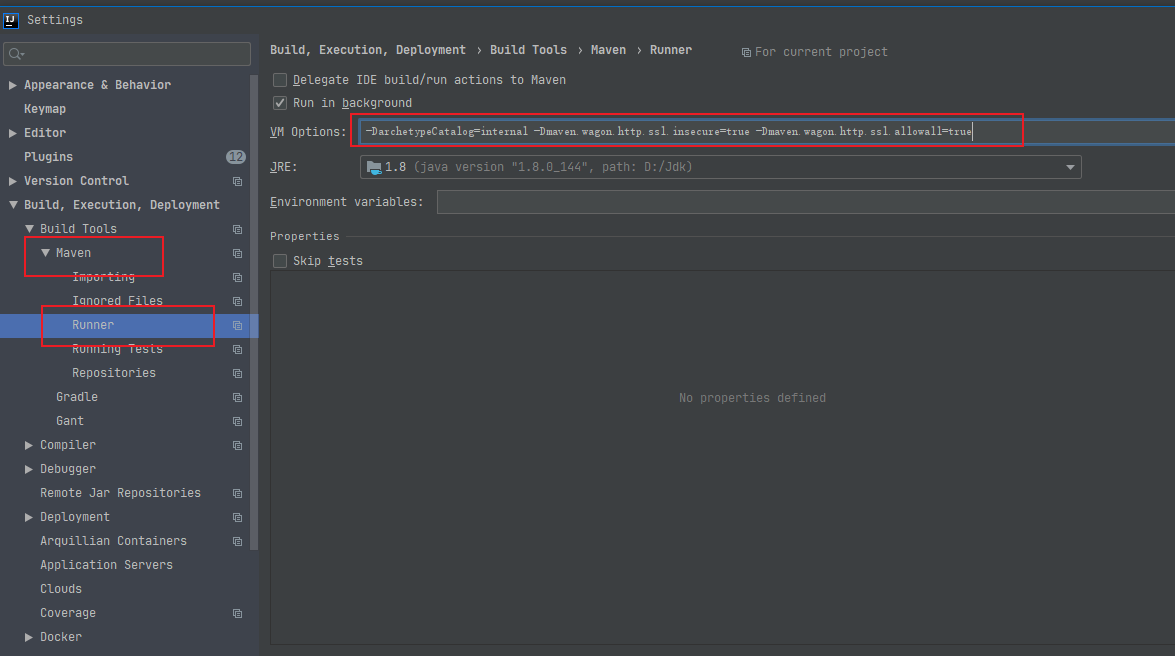 IJ Settings
Appearance & Behavior
Keymap
Editor
Plugins 12
Version Control
Build, Execution, Deployment
Build Tools
Maven
Importing
Ignored Files
Runner
Running Tests
Repositories
Gradle
Gant
Compiler
Debugger
Remote Jar Repositories
Deployment
Arquillian Containers
Application Servers
Clouds
Coverage
Docker
Build, Execution, Deployment › Build Tools › Maven › Runner For current project
Delegate IDE build/run actions to Maven
Run in background
VM Options: -DarchetypeCatalog=internal -Dmaven.wagon.http.ssl.insecure=true -Dmaven.wagon.http.ssl.allowall=true
JRE: 1.8 (java version "1.8.0_144", path: D:/Jdk)
Environment variables:
Properties
Skip tests
No properties defined